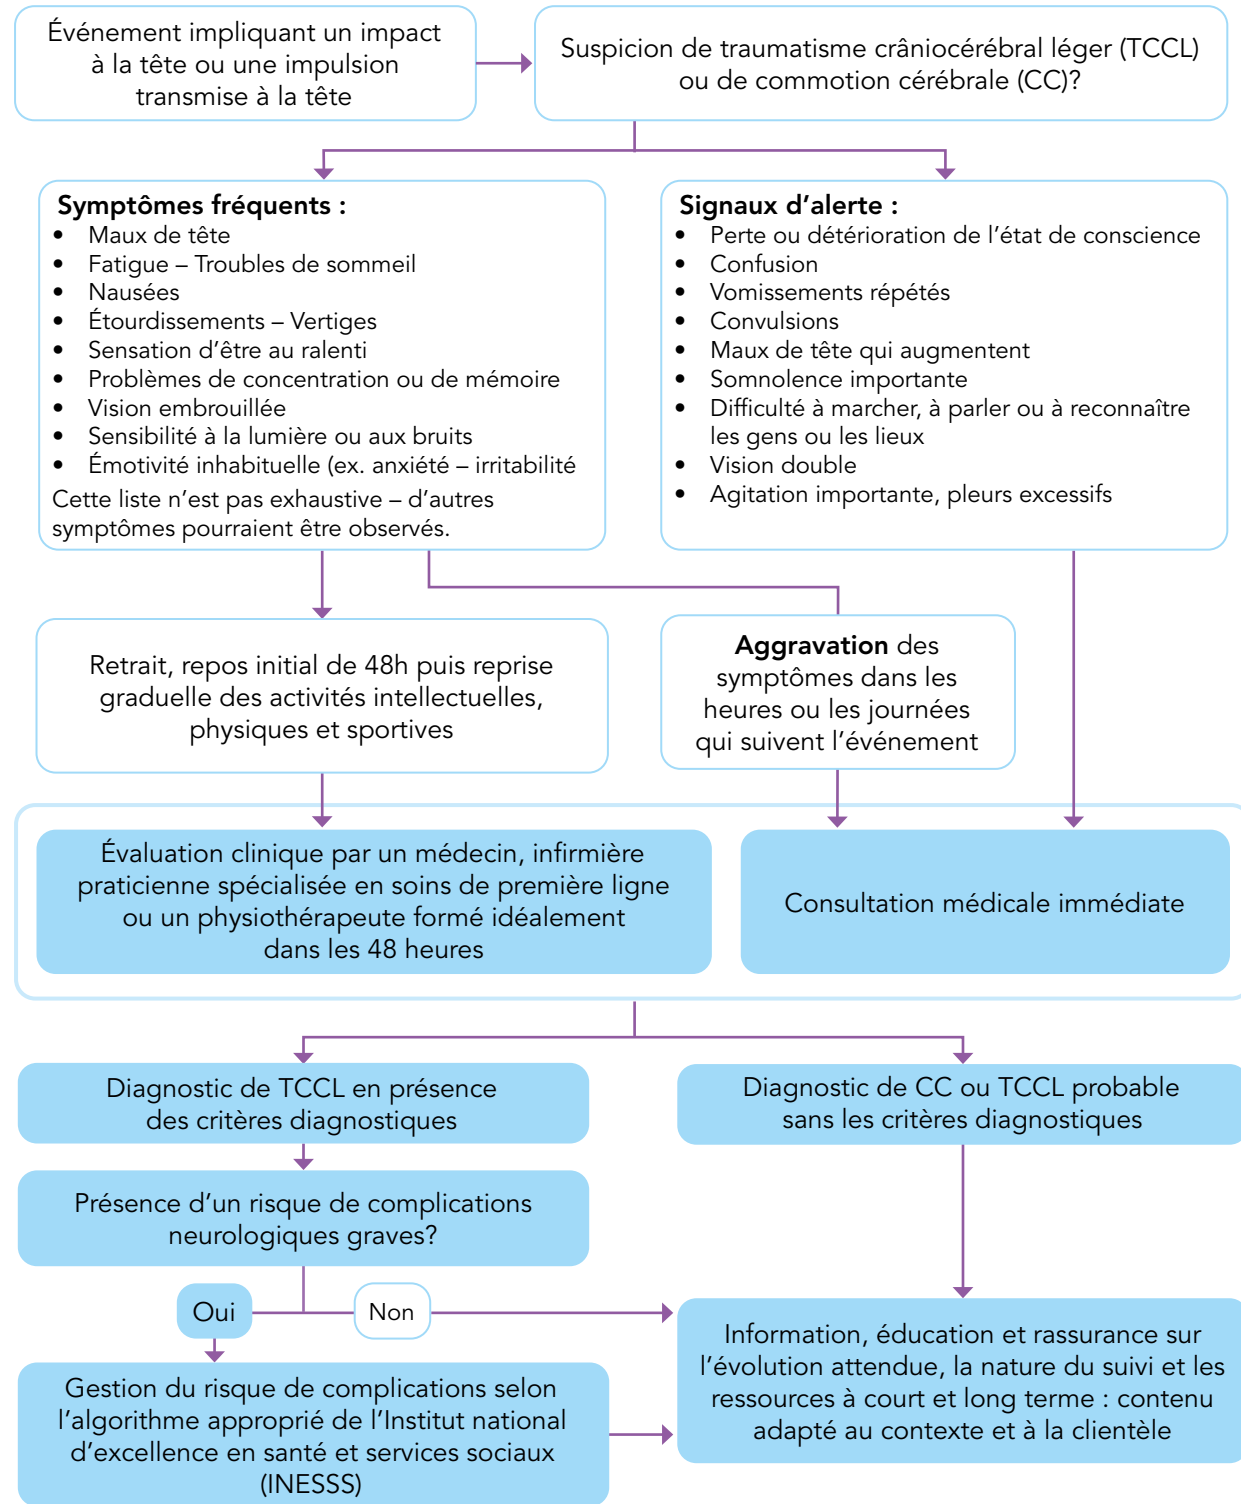 Événement impliquant un impact
à la tête ou une impulsion
transmise à la tête
Suspicion de traumatisme crâniocérébral léger (TCCL)
ou de commotion cérébrale (CC)?
Symptômes fréquents :
• Maux de tête
• Fatigue – Troubles de sommeil
• Nausées
• Étourdissements – Vertiges
• Sensation d’être au ralenti
• Problèmes de concentration ou de mémoire
• Vision embrouillée
• Sensibilité à la lumière ou aux bruits
• Émotivité inhabituelle (ex. anxiété – irritabilité
Cette liste n’est pas exhaustive – d’autres
symptômes pourraient être observés.
Signaux d’alerte :
• Perte ou détérioration de l’état de conscience
• Confusion
• Vomissements répétés
• Convulsions
• Maux de tête qui augmentent
• Somnolence importante
• Difficulté à marcher, à parler ou à reconnaître
les gens ou les lieux
• Vision double
• Agitation importante, pleurs excessifs
Retrait, repos initial de 48h puis reprise
graduelle des activités intellectuelles,
physiques et sportives
Aggravation des
symptômes dans les
heures ou les journées
qui suivent l’événement
Évaluation clinique par un médecin, infirmière
praticienne spécialisée en soins de première ligne
ou un physiothérapeute formé idéalement
dans les 48 heures
Consultation médicale immédiate
Diagnostic de TCCL en présence
des critères diagnostiques
Diagnostic de CC ou TCCL probable
sans les critères diagnostiques
Présence d’un risque de complications
neurologiques graves?
Oui
Non
Gestion du risque de complications selon
l’algorithme approprié de l’Institut national
d’excellence en santé et services sociaux
(INESSS)
Information, éducation et rassurance sur
l’évolution attendue, la nature du suivi et les
ressources à court et long terme : contenu
adapté au contexte et à la clientèle